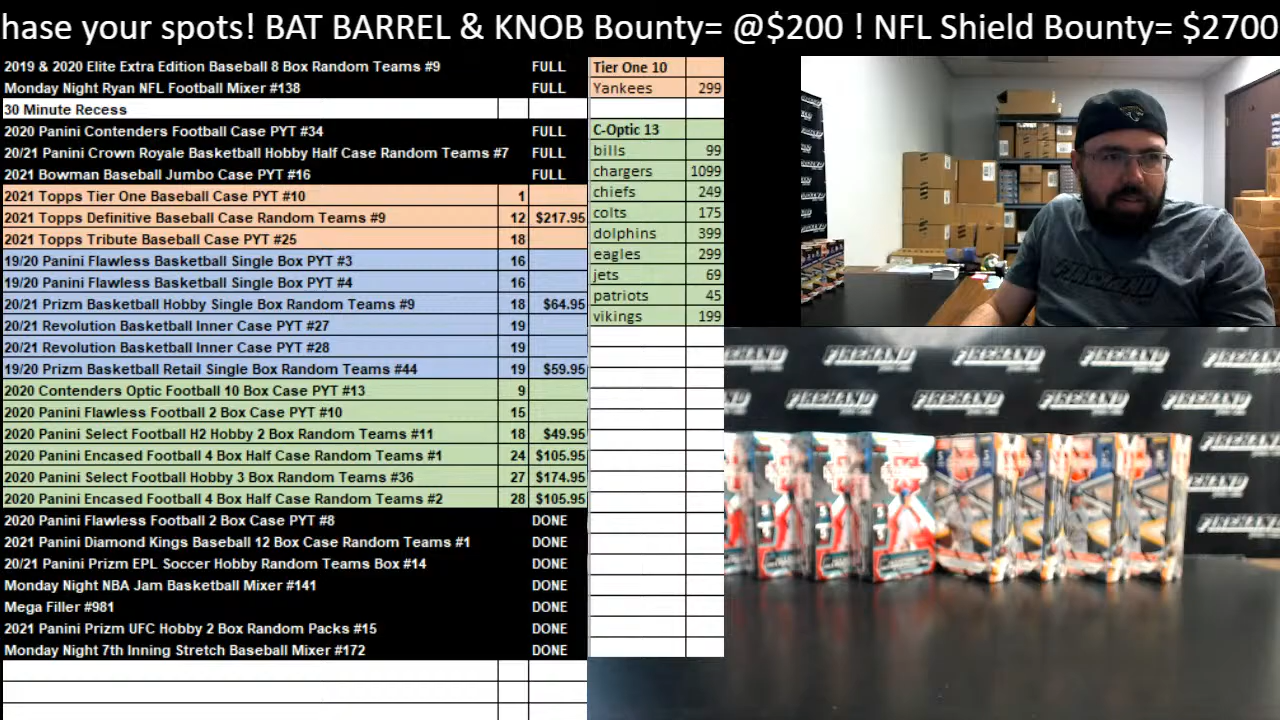 hase your spots! BAT BARREL & KNOB Bounty= @$200 ! NFL Shield Bounty= $2700
2019 & 2020 Elite Extra Edition Baseball 8 Box Random Teams #9 FULL
Monday Night Ryan NFL Football Mixer #138 FULL
30 Minute Recess
2020 Panini Contenders Football Case PYT #34 FULL
20/21 Panini Crown Royale Basketball Hobby Half Case Random Teams #7 FULL
2021 Bowman Baseball Jumbo Case PYT #16 FULL
2021 Topps Tier One Baseball Case PYT #10 1
2021 Topps Definitive Baseball Case Random Teams #9 12 $217.95
2021 Topps Tribute Baseball Case PYT #25 18
19/20 Panini Flawless Basketball Single Box PYT #3 16
19/20 Panini Flawless Basketball Single Box PYT #4 16
20/21 Prizm Basketball Hobby Single Box Random Teams #9 18 $64.95
20/21 Revolution Basketball Inner Case PYT #27 19
20/21 Revolution Basketball Inner Case PYT #28 19
19/20 Prizm Basketball Retail Single Box Random Teams #44 19 $59.95
2020 Contenders Optic Football 10 Box Case PYT #13 9
2020 Panini Flawless Football 2 Box Case PYT #10 15
2020 Panini Select Football H2 Hobby 2 Box Random Teams #11 18 $49.95
2020 Panini Encased Football 4 Box Half Case Random Teams #1 24 $105.95
2020 Panini Select Football Hobby 3 Box Random Teams #36 27 $174.95
2020 Panini Encased Football 4 Box Half Case Random Teams #2 28 $105.95
2020 Panini Flawless Football 2 Box Case PYT #8 DONE
2021 Panini Diamond Kings Baseball 12 Box Case Random Teams #1 DONE
20/21 Panini Prizm EPL Soccer Hobby Random Teams Box #14 DONE
Monday Night NBA Jam Basketball Mixer #141 DONE
Mega Filler #981 DONE
2021 Panini Prizm UFC Hobby 2 Box Random Packs #15 DONE
Monday Night 7th Inning Stretch Baseball Mixer #172 DONE
Tier One 10
Yankees 299
C-Optic 13
bills 99
chargers 1099
chiefs 249
colts 175
dolphins 399
eagles 299
jets 69
patriots 45
vikings 199
FIREHAND
FIREHAND
FIREHAND
FIREHAND
FIREHAND
FIREHAND
FIREHAND
FIREHAND
FIREHAND
FIREHAND
FIREHAND